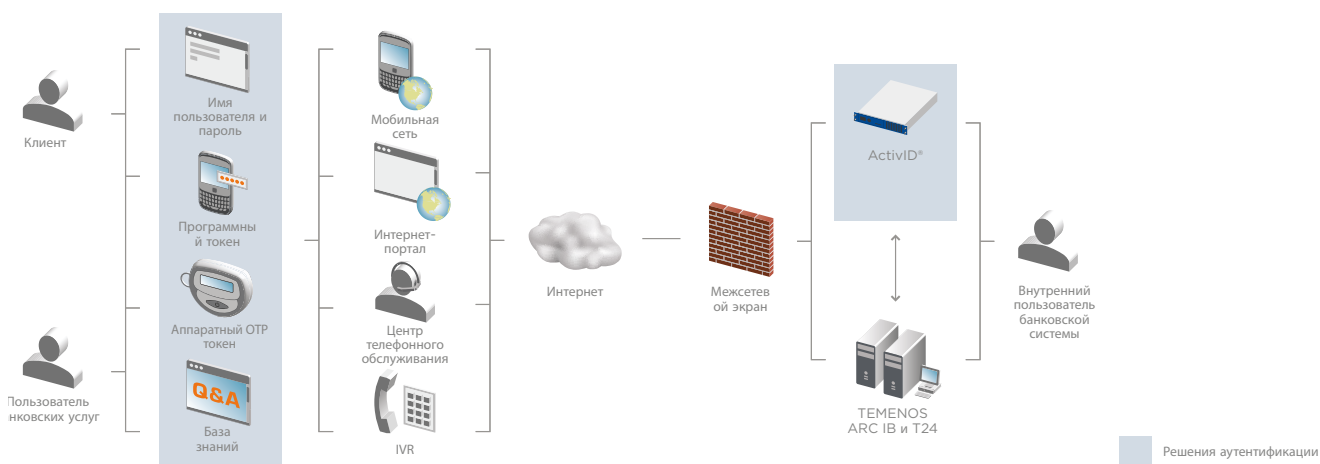 Клиент
Пользователь
нковских услуг
Имя
пользователя и
пароль
Программны
й токен
Аппаратный OTP
токен
Q&A
База
знаний
Мобильная
сеть
Интернет-
портал
Центр
телефонного
обслуживания
IVR
Интернет
Межсетев
ой экран
ActivID®
TEMENOS
ARC IB и T24
Внутренний
пользователь
банковской
системы
Решения аутентификации